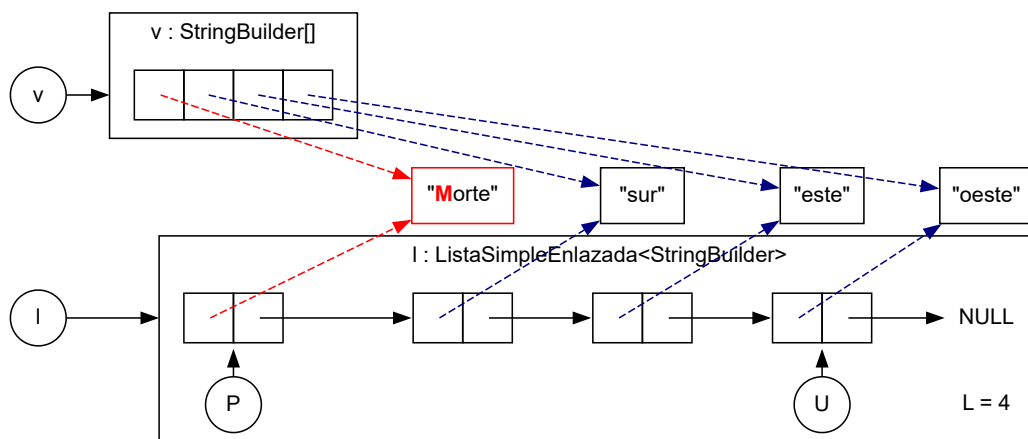 v : StringBuilder[]
v
"Morte"
"sur"
"este"
"oeste"
l : ListaSimpleEnlazada<StringBuilder>
l
NULL
P
U
L = 4